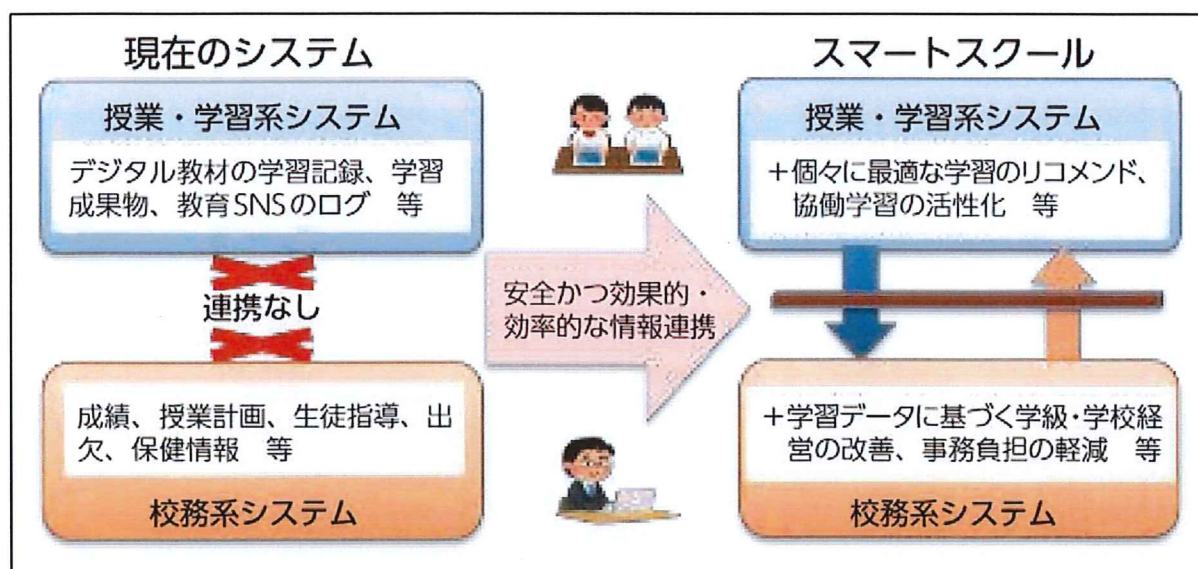 現在のシステム
授業・学習系システム
デジタル教材の学習記録、学習
成果物、教育SNSのログ　等
連携なし
成績、授業計画、生徒指導、出
欠、保健情報　等
校務系システム
安全かつ効果的・
効率的な情報連携
スマートスクール
授業・学習系システム
＋個々に最適な学習のリコメンド、
協働学習の活性化　等
＋学習データに基づく学級・学校経
営の改善、事務負担の軽減　等
校務系システム